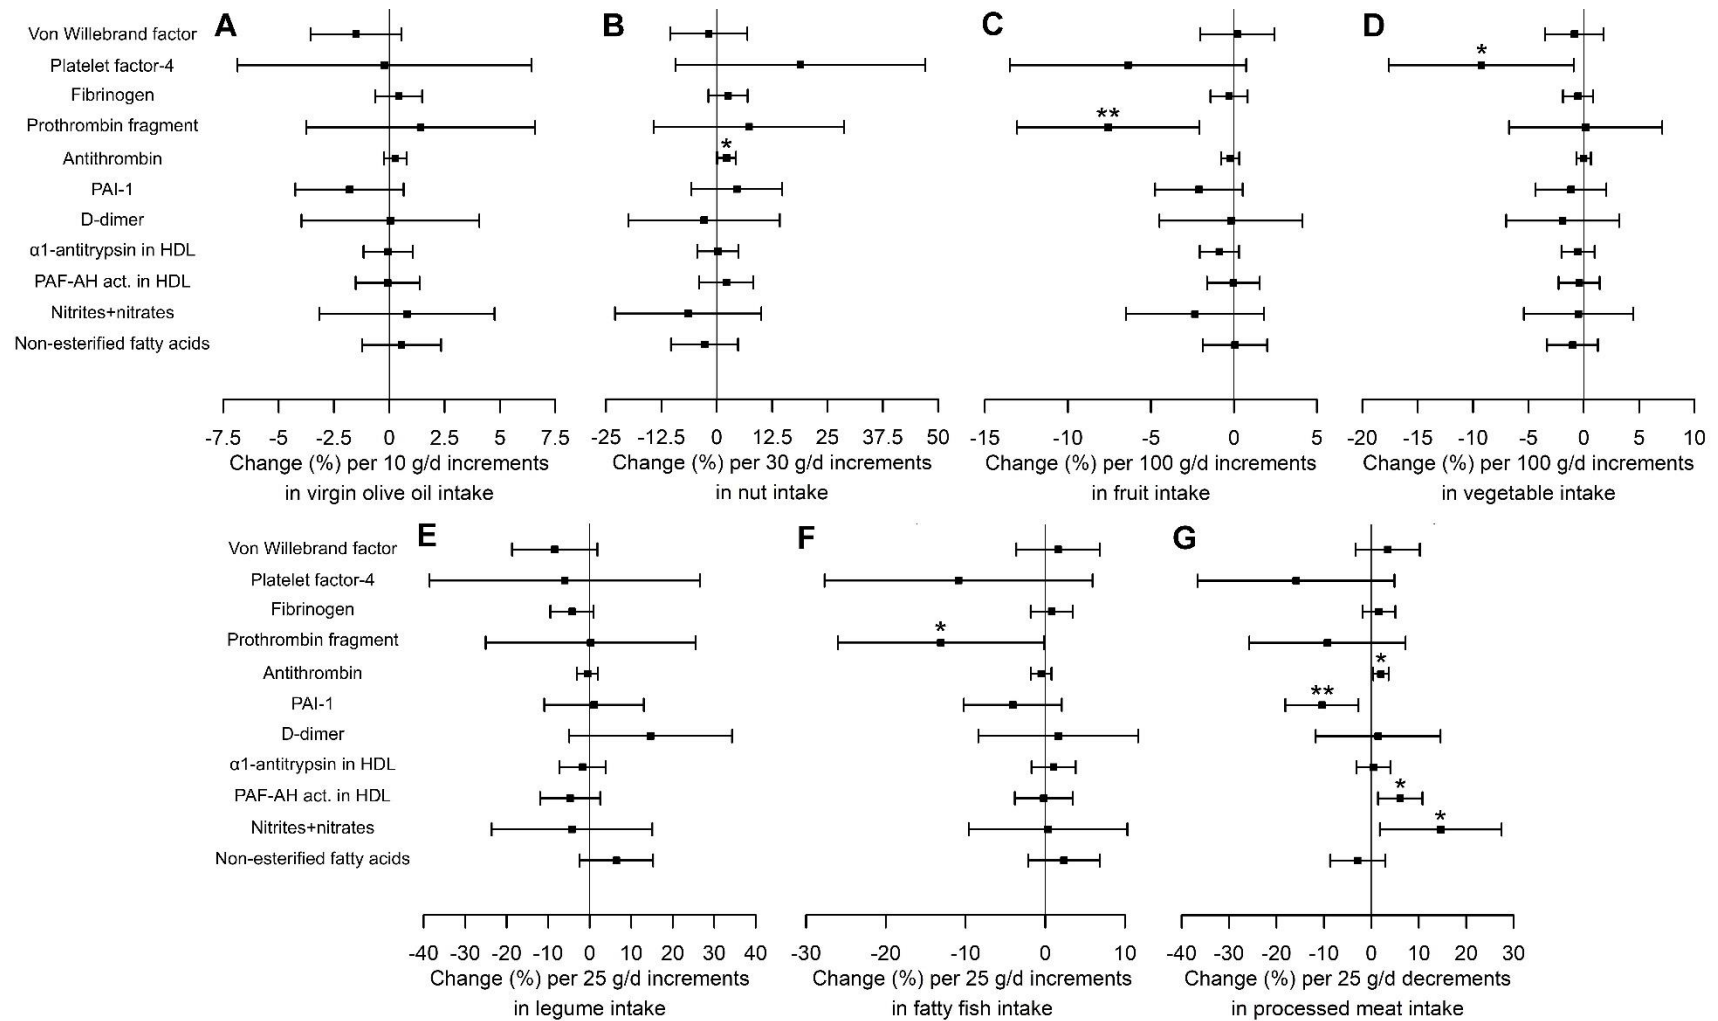 A B C D
Von Willebrand factor
Platelet factor-4
*
Fibrinogen
Prothrombin fragment
**
Antithrombin
*
PAI-1
D-dimer
α1-antitrypsin in HDL
PAF-AH act. in HDL
Nitrites+nitrates
Non-esterified fatty acids
-7.5 -5 -2.5 0 2.5 5 7.5
Change (%) per 10 g/d increments
in virgin olive oil intake
-25 -12.5 0 12.5 25 37.5 50
Change (%) per 30 g/d increments
in nut intake
-15 -10 -5 0 5
Change (%) per 100 g/d increments
in fruit intake
-20 -15 -10 -5 0 5 10
Change (%) per 100 g/d increments
in vegetable intake
E F G
Von Willebrand factor
Platelet factor-4
Fibrinogen
Prothrombin fragment
*
Antithrombin
*
PAI-1
**
D-dimer
α1-antitrypsin in HDL
PAF-AH act. in HDL
*
Nitrites+nitrates
*
Non-esterified fatty acids
-40 -30 -20 -10 0 10 20 30 40
Change (%) per 25 g/d increments
in legume intake
-30 -20 -10 0 10
Change (%) per 25 g/d increments
in fatty fish intake
-40 -30 -20 -10 0 10 20 30
Change (%) per 25 g/d decrements
in processed meat intake